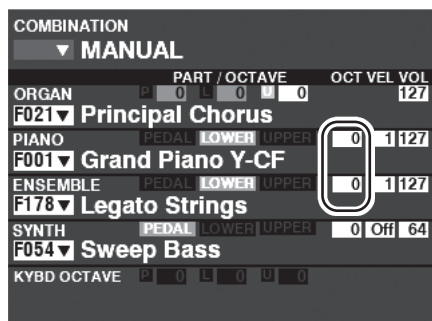 COMBINATION
▼ MANUAL
PART / OCTAVE OCT VEL VOL
ORGAN P 0 L 0 U 0 127
F021▼ Principal Chorus
PIANO PEDAL LOWER UPPER 0 1 127
F001▼ Grand Piano Y-CF
ENSEMBLE PEDAL LOWER UPPER 0 1 127
F178▼ Legato Strings
SYNTH PEDAL LOWER UPPER 0 Off 64
F054▼ Sweep Bass
KYBD OCTAVE P 0 L 0 U 0